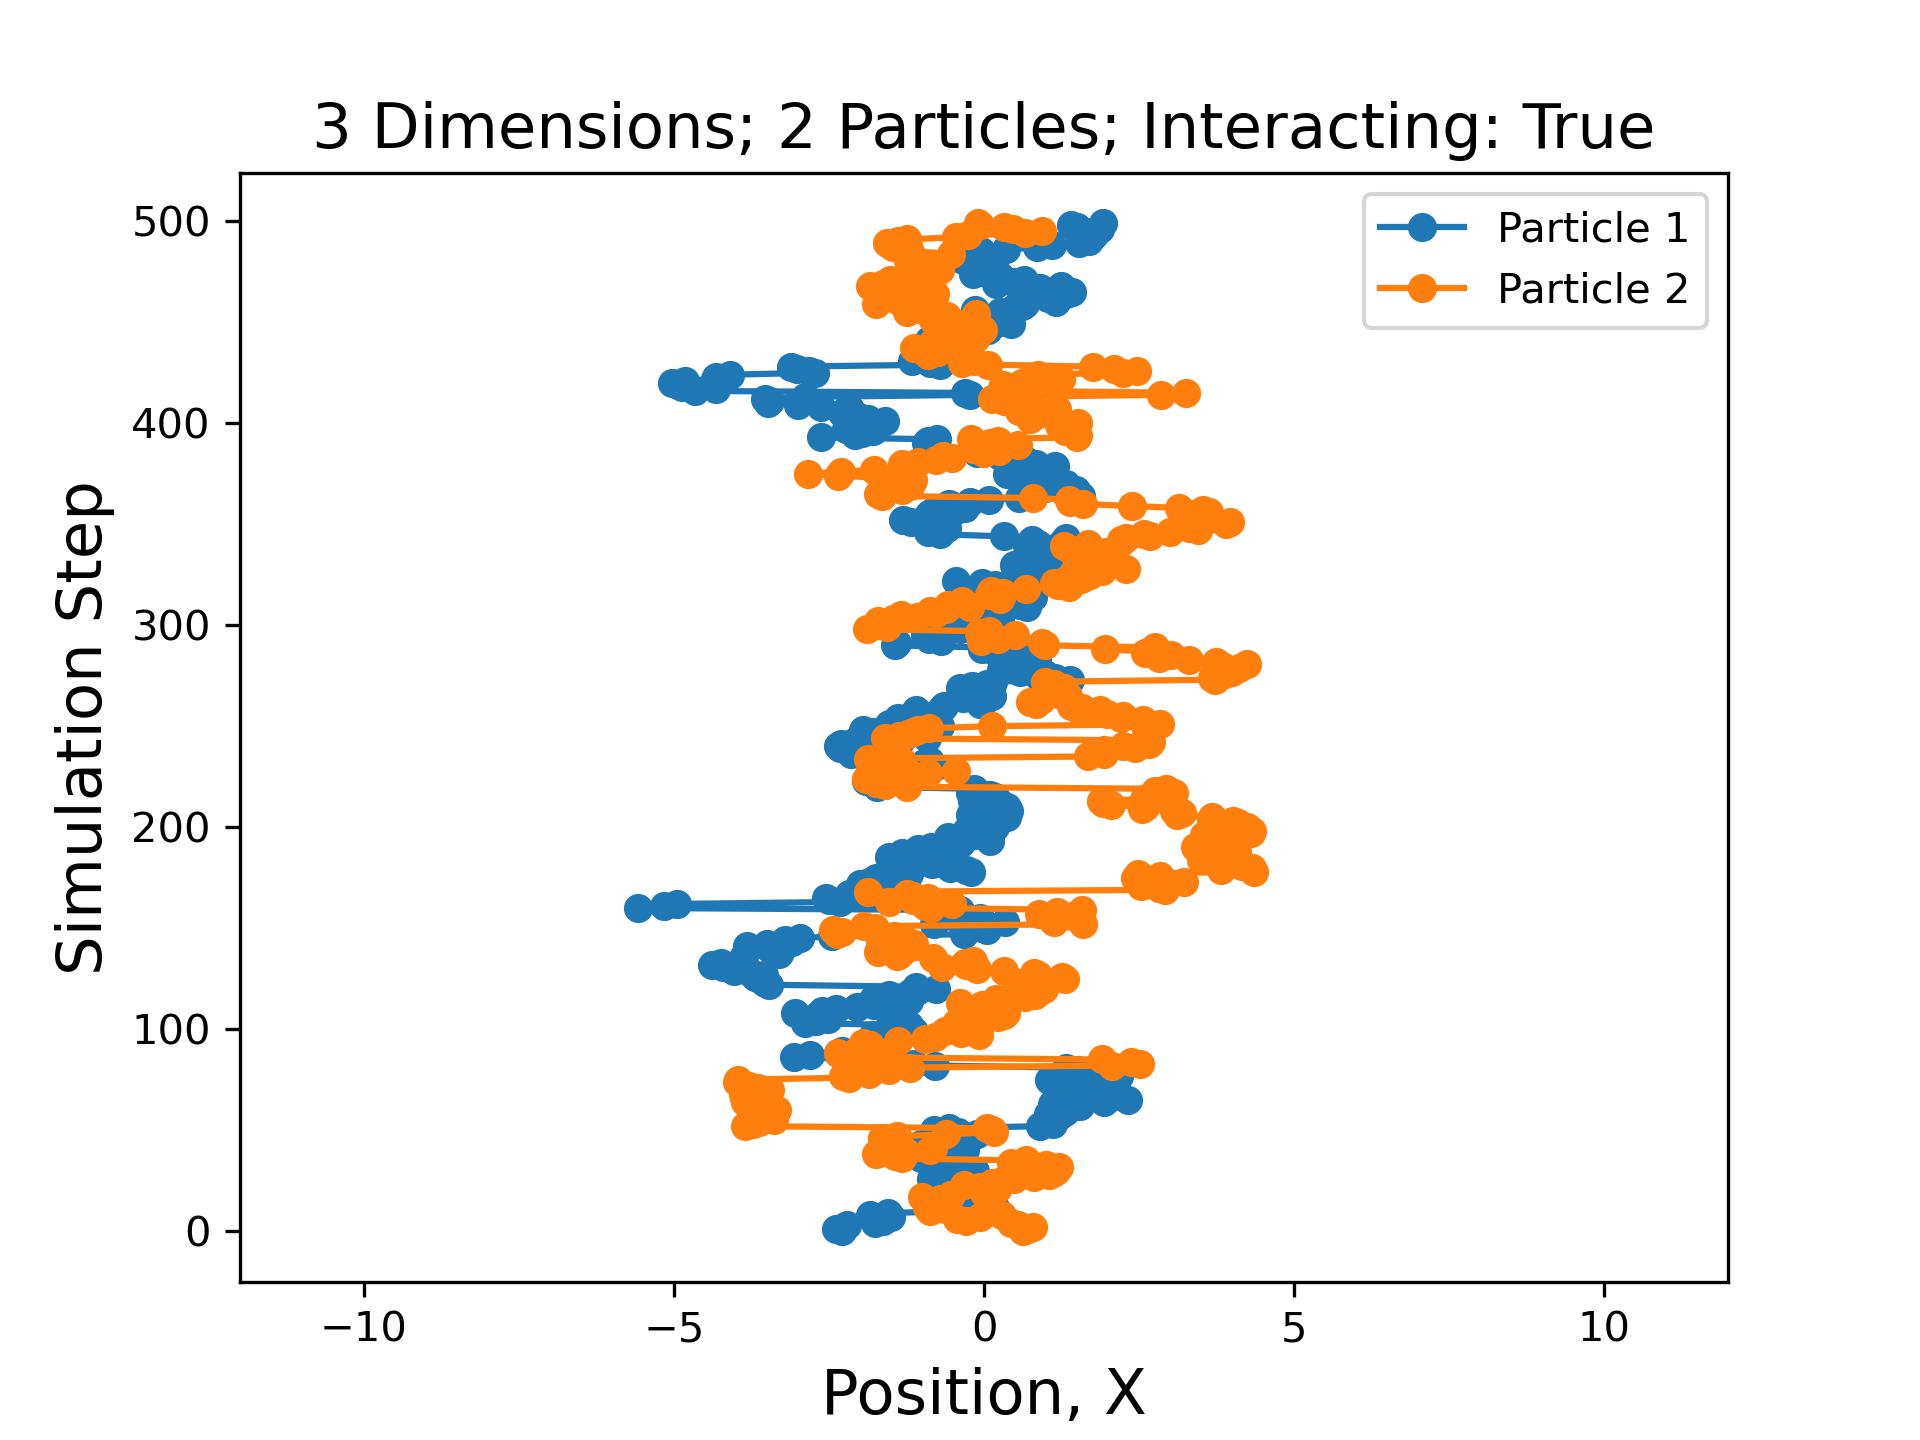 3 Dimensions; 2 Particles; Interacting: True
Particle 1
Particle 2
500
400
300
200
100
0
Simulation Step
−10
−5
0
5
10
Position, X